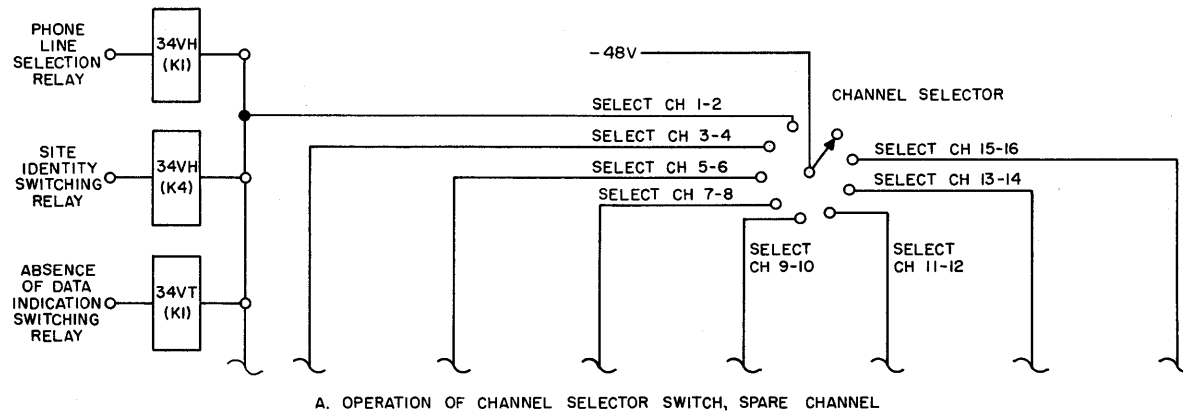 PHONE
LINE
SELECTION
RELAY
34VH
(K1)
SITE
IDENTITY
SWITCHING
RELAY
34VH
(K4)
ABSENCE
OF DATA
INDICATION
SWITCHING
RELAY
34VT
(K1)
-48V
CHANNEL SELECTOR
SELECT CH 1-2
SELECT CH 3-4
SELECT CH 5-6
SELECT CH 7-8
SELECT
CH 9-10
SELECT
CH 11-12
SELECT CH 13-14
SELECT CH 15-16
A. OPERATION OF CHANNEL SELECTOR SWITCH, SPARE CHANNEL